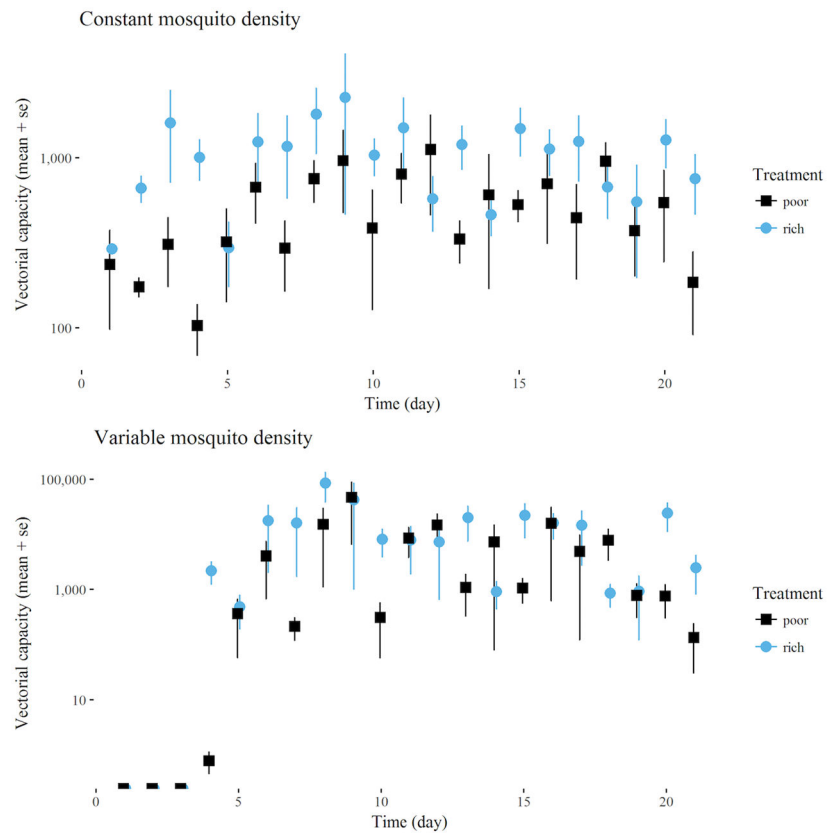 Constant mosquito density
Vectorial capacity (mean + se)
1,000
100
0
5
10
15
20
Time (day)
Treatment
poor
rich
Variable mosquito density
Vectorial capacity (mean + se)
100,000
1,000
10
0
5
10
15
20
Time (day)
Treatment
poor
rich